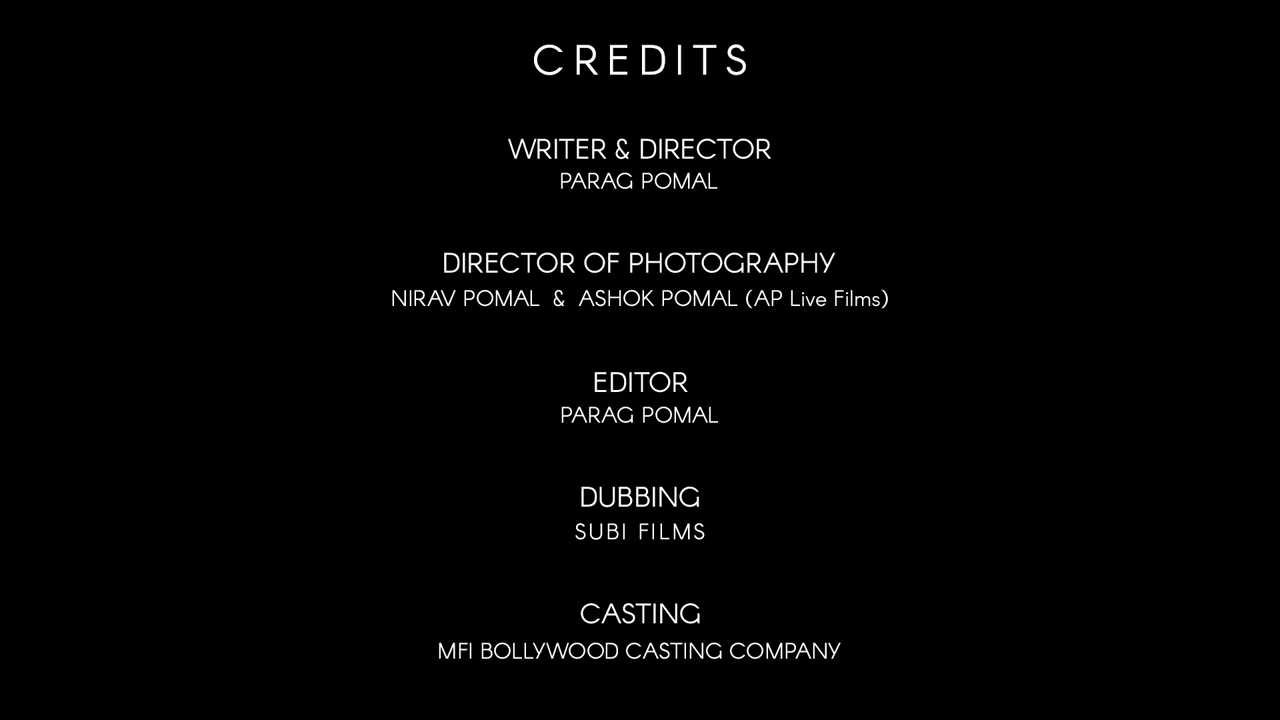 CREDITS
WRITER & DIRECTOR
PARAG POMAL
DIRECTOR OF PHOTOGRAPHY
NIRAV POMAL & ASHOK POMAL (AP Live Films)
EDITOR
PARAG POMAL
DUBBING
SUBI FILMS
CASTING
MFI BOLLYWOOD CASTING COMPANY